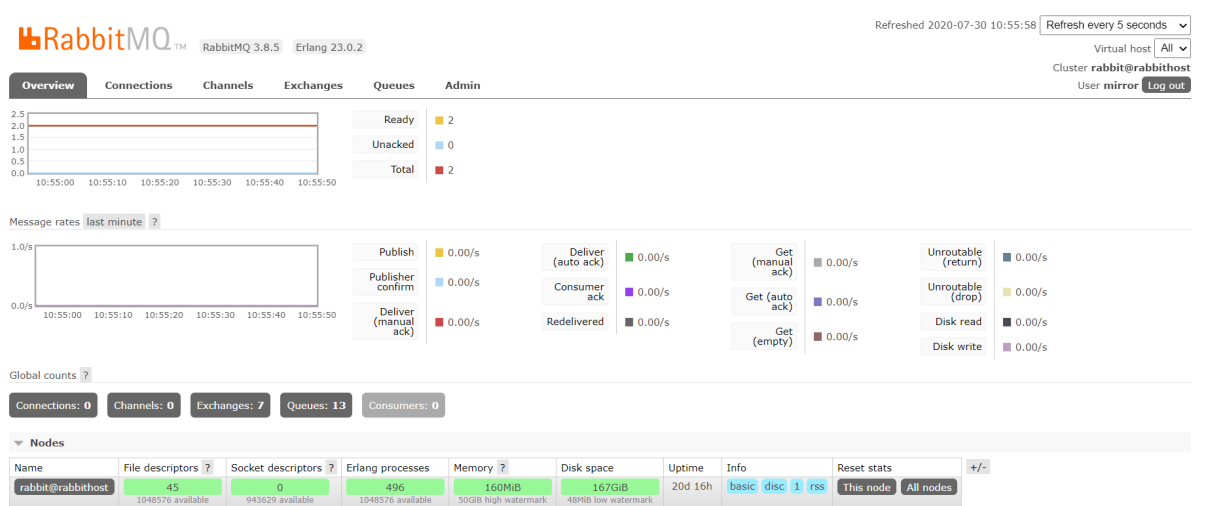 Refreshed 2020-07-30 10:55:58 Refresh every 5 seconds
RabbitMQ TM RabbitMQ 3.8.5 Erlang 23.0.2
Virtual host All
Cluster rabbit@rabbithost
User mirror Log out
Overview Connections Channels Exchanges Queues Admin
2.5
2.0
1.5
1.0
0.5
0.0
10:55:00 10:55:10 10:55:20 10:55:30 10:55:40 10:55:50
Ready 2
Unacked 0
Total 2
Message rates last minute ?
1.0/s
0.0/s
10:55:00 10:55:10 10:55:20 10:55:30 10:55:40 10:55:50
Publish 0.00/s
Publisher
confirm 0.00/s
Deliver
(manual
ack) 0.00/s
Deliver
(auto ack) 0.00/s
Consumer
ack 0.00/s
Redelivered 0.00/s
Get
(manual
ack) 0.00/s
Get (auto
ack) 0.00/s
Get
(empty) 0.00/s
Unroutable
(return) 0.00/s
Unroutable
(drop) 0.00/s
Disk read 0.00/s
Disk write 0.00/s
Global counts ?
Connections: 0 Channels: 0 Exchanges: 7 Queues: 13 Consumers: 0
Nodes
Name File descriptors ? Socket descriptors ? Erlang processes Memory ? Disk space Uptime Info Reset stats +/-
rabbit@rabbithost 45 0 496 160MiB 167GiB 20d 16h basic disc 1 rss This node All nodes
1048576 available 943629 available 1048576 available 50GiB high watermark 48MiB low watermark